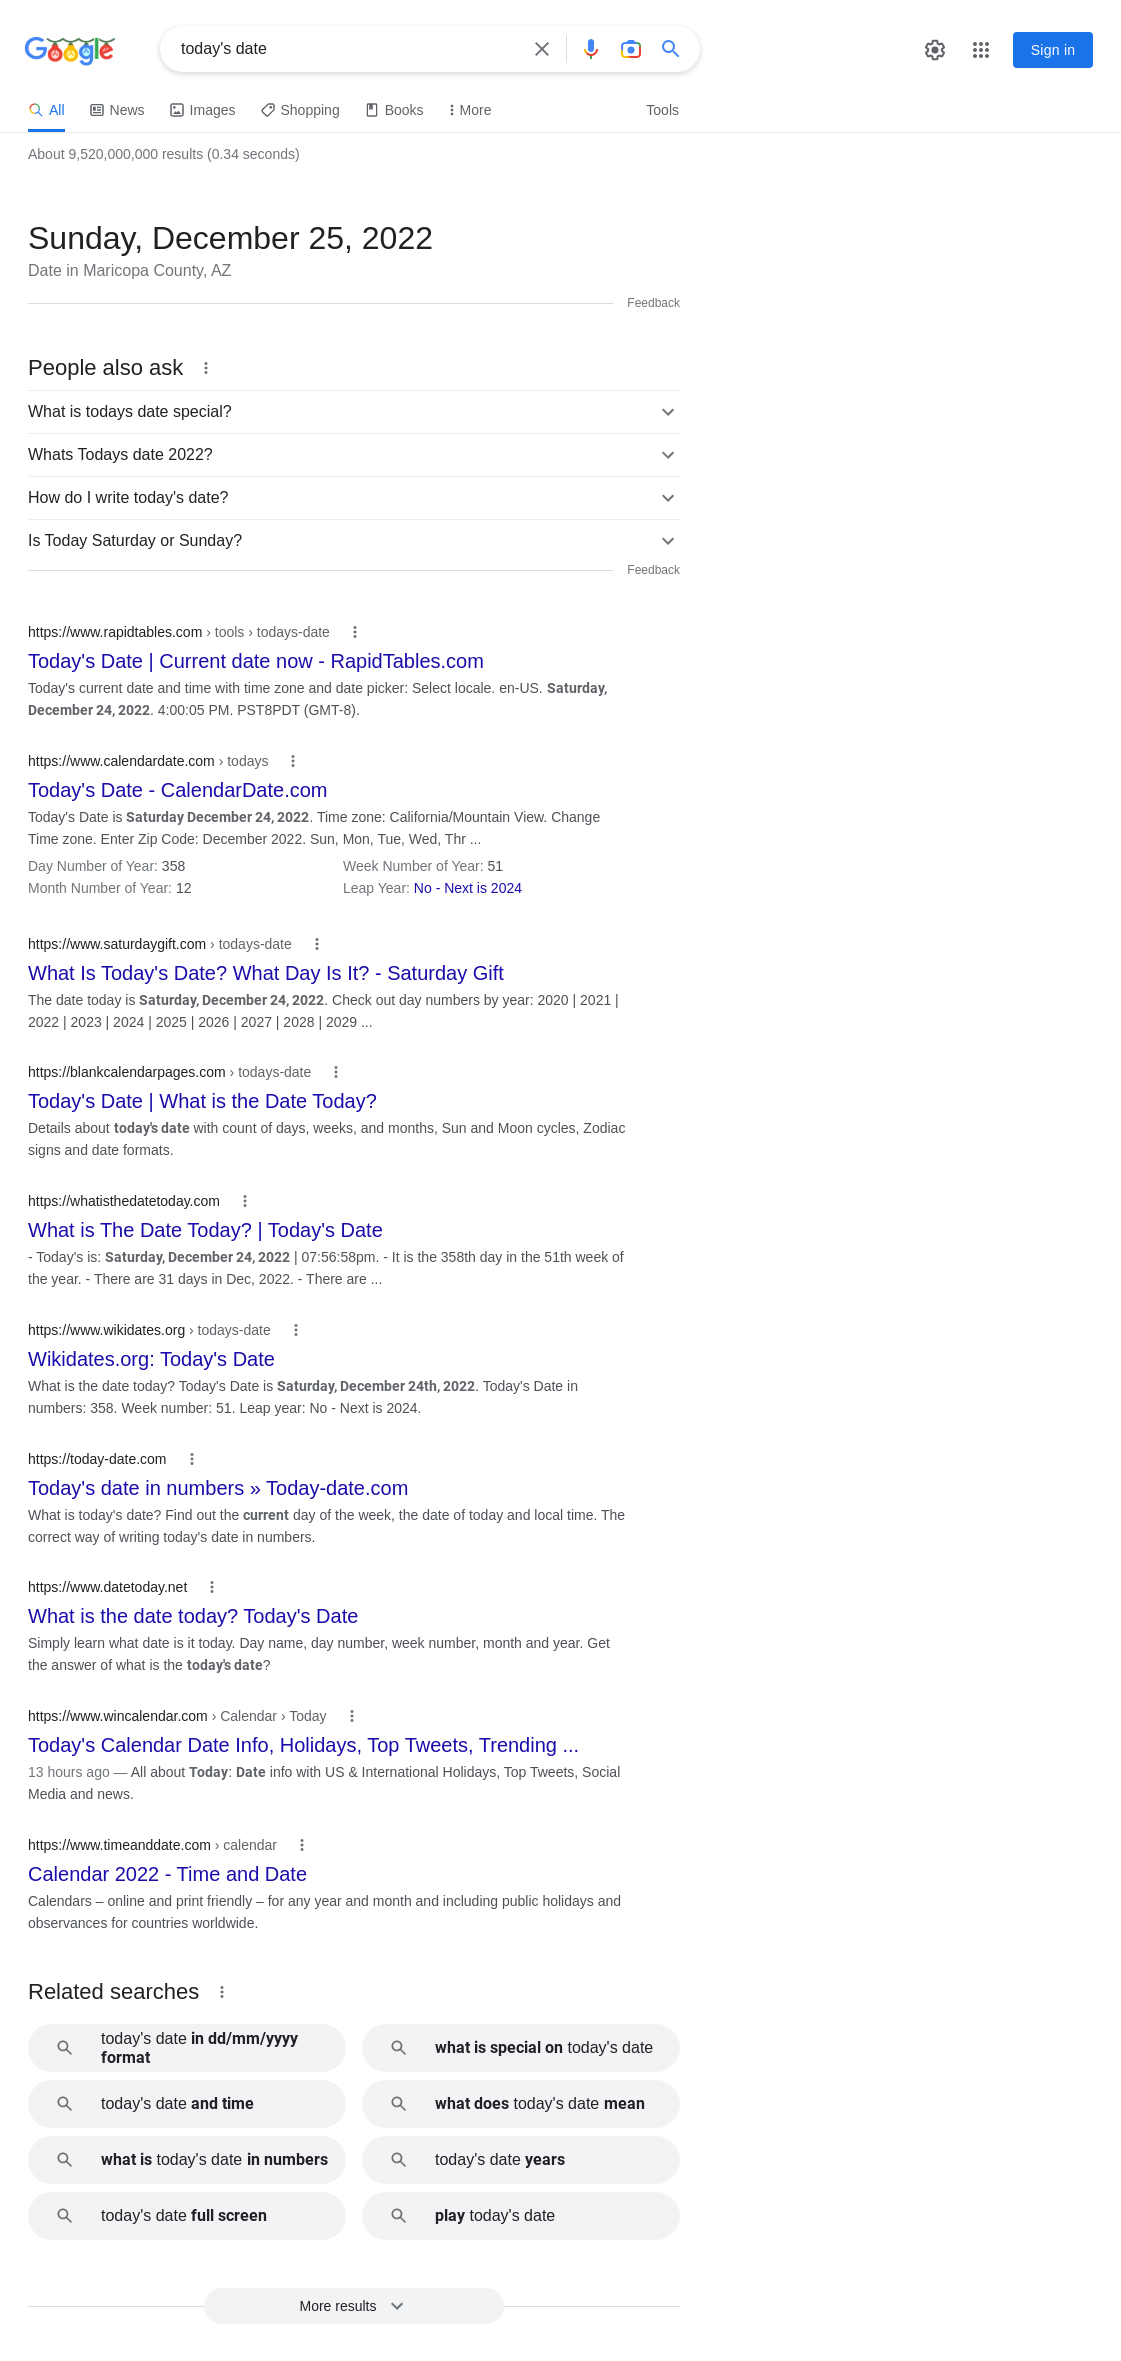 Google
today's date
Sign in
All
News
Images
Shopping
Books
More
Tools
About 9,520,000,000 results (0.34 seconds)
Sunday, December 25, 2022
Date in Maricopa County, AZ
Feedback
People also ask
What is todays date special?
Whats Todays date 2022?
How do I write today's date?
Is Today Saturday or Sunday?
Feedback
https://www.rapidtables.com › tools › todays-date
Today's Date | Current date now - RapidTables.com
Today's current date and time with time zone and date picker: Select locale. en-US. Saturday,
December 24, 2022. 4:00:05 PM. PST8PDT (GMT-8).
https://www.calendardate.com › todays
Today's Date - CalendarDate.com
Today's Date is Saturday December 24, 2022. Time zone: California/Mountain View. Change
Time zone. Enter Zip Code: December 2022. Sun, Mon, Tue, Wed, Thr ...
Day Number of Year: 358
Week Number of Year: 51
Month Number of Year: 12
Leap Year: No - Next is 2024
https://www.saturdaygift.com › todays-date
What Is Today's Date? What Day Is It? - Saturday Gift
The date today is Saturday, December 24, 2022. Check out day numbers by year: 2020 | 2021 |
2022 | 2023 | 2024 | 2025 | 2026 | 2027 | 2028 | 2029 ...
https://blankcalendarpages.com › todays-date
Today's Date | What is the Date Today?
Details about today's date with count of days, weeks, and months, Sun and Moon cycles, Zodiac
signs and date formats.
https://whatisthedatetoday.com
What is The Date Today? | Today's Date
- Today's is: Saturday, December 24, 2022 | 07:56:58pm. - It is the 358th day in the 51th week of
the year. - There are 31 days in Dec, 2022. - There are ...
https://www.wikidates.org › todays-date
Wikidates.org: Today's Date
What is the date today? Today's Date is Saturday, December 24th, 2022. Today's Date in
numbers: 358. Week number: 51. Leap year: No - Next is 2024.
https://today-date.com
Today's date in numbers » Today-date.com
What is today's date? Find out the current day of the week, the date of today and local time. The
correct way of writing today's date in numbers.
https://www.datetoday.net
What is the date today? Today's Date
Simply learn what date is it today. Day name, day number, week number, month and year. Get
the answer of what is the today's date?
https://www.wincalendar.com › Calendar › Today
Today's Calendar Date Info, Holidays, Top Tweets, Trending ...
13 hours ago — All about Today: Date info with US & International Holidays, Top Tweets, Social
Media and news.
https://www.timeanddate.com › calendar
Calendar 2022 - Time and Date
Calendars – online and print friendly – for any year and month and including public holidays and
observances for countries worldwide.
Related searches
today's date in dd/mm/yyyy
format
what is special on today's date
today's date and time
what does today's date mean
what is today's date in numbers
today's date years
today's date full screen
play today's date
More results